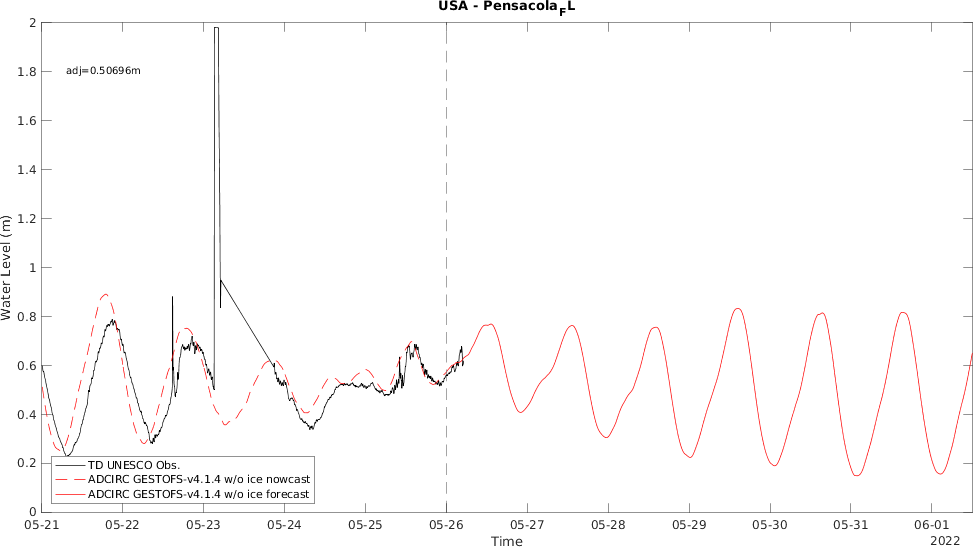 USA - Pensacola_FL
2
1.8
1.6
1.4
1.2
1
0.8
0.6
0.4
0.2
0
Water Level (m)
adj=0.50696m
TD UNESCO Obs.
ADCIRC GESTOFS-v4.1.4 w/o ice nowcast
ADCIRC GESTOFS-v4.1.4 w/o ice forecast
05-21 05-22 05-23 05-24 05-25 05-26 05-27 05-28 05-29 05-30 05-31 06-01
Time
2022